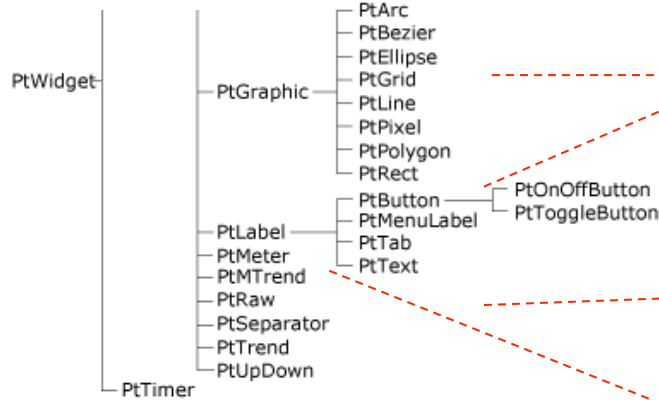 PtArc
PtBezier
PtEllipse
PtWidget
PtGrid
PtGraphic
PtLine
PtPixel
PtPolygon
PtRect
PtButton
PtOnOffButton
PtMenuLabel
PtToggleButton
PtLabel
PtTab
PtMeter
PtText
PtMTrend
PtRaw
PtSeparator
PtTrend
PtUpDown
PtTimer